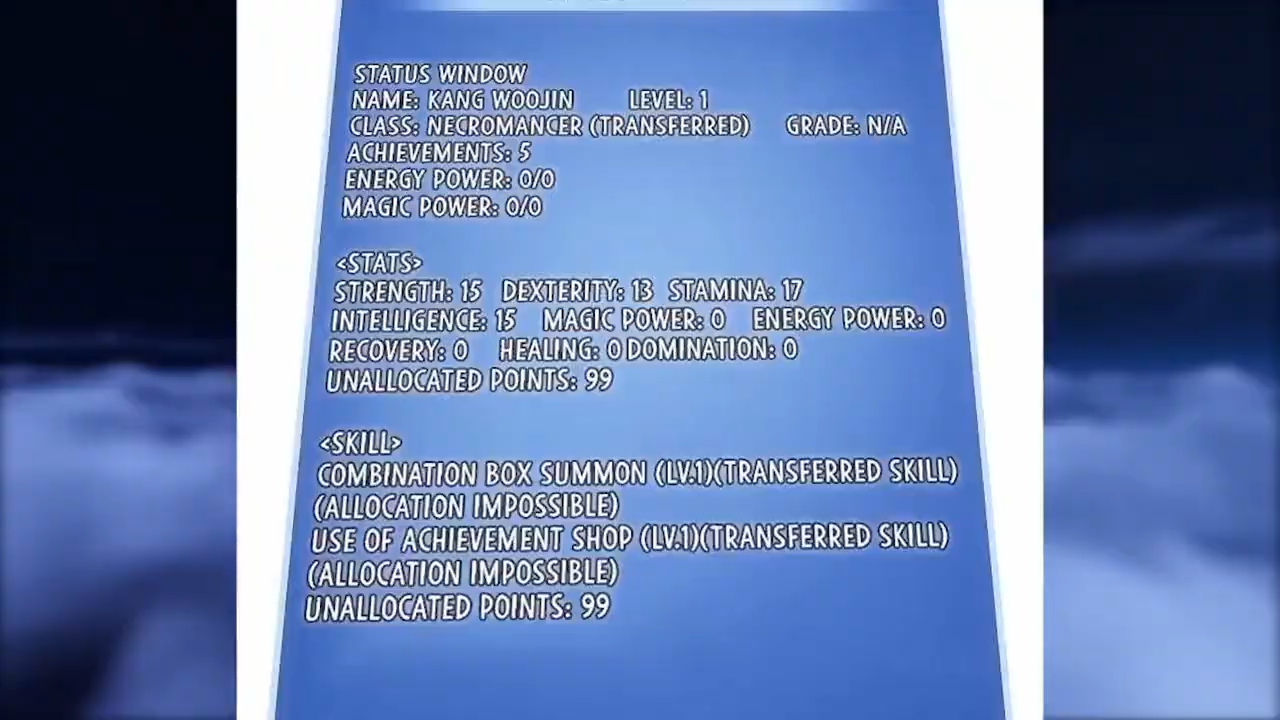 STATUS WINDOW
NAME: KANG WOOJIN LEVEL: 1
CLASS: NECROMANCER (TRANSFERRED) GRADE: N/A
ACHIEVEMENTS: 5
ENERGY POWER: 0/0
MAGIC POWER: 0/0
<STATS>
STRENGTH: 15 DEXTERITY: 13 STAMINA: 17
INTELLIGENCE: 15 MAGIC POWER: 0 ENERGY POWER: 0
RECOVERY: 0 HEALING: 0 DOMINATION: 0
UNALLOCATED POINTS: 99
<SKILL>
COMBINATION BOX SUMMON (LV.1)(TRANSFERRED SKILL)
(ALLOCATION IMPOSSIBLE)
USE OF ACHIEVEMENT SHOP (LV.1)(TRANSFERRED SKILL)
(ALLOCATION IMPOSSIBLE)
UNALLOCATED POINTS: 99